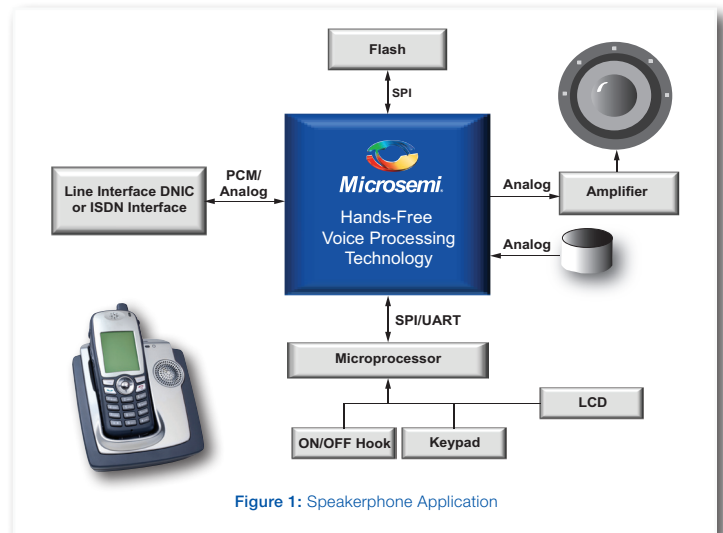 Flash
SPI
Microsemi.
Hands-Free
Voice Processing
Technology
Line Interface DNIC
or ISDN Interface
PCM/
Analog
Analog
Amplifier
Analog
SPI/UART
Microprocessor
LCD
ON/OFF Hook
Keypad
Figure 1: Speakerphone Application